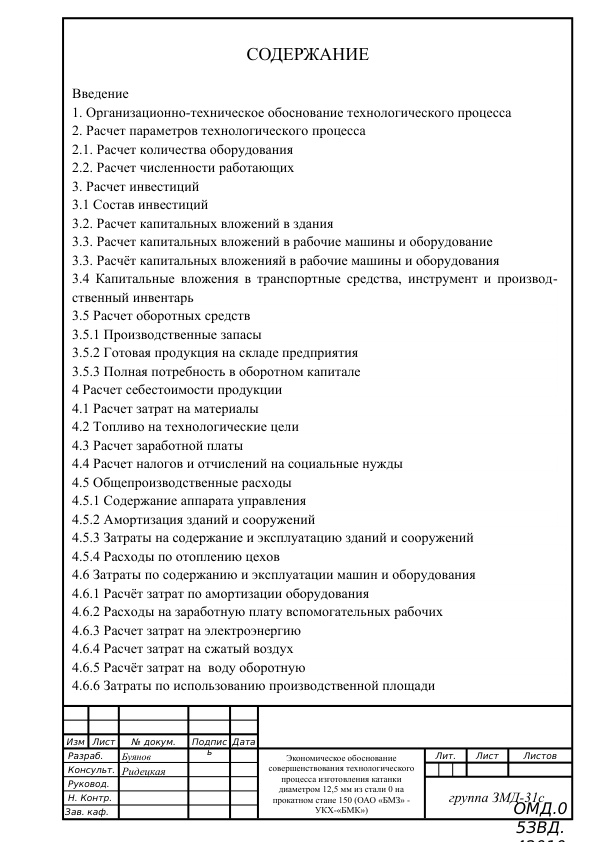 СОДЕРЖАНИЕ
Введение
1. Организационно-техническое обоснование технологического процесса
2. Расчет параметров технологического процесса
2.1. Расчет количества оборудования
2.2. Расчет численности работающих
3. Расчет инвестиций
3.1 Состав инвестиций
3.2. Расчет капитальных вложений в здания
3.3. Расчет капитальных вложений в рабочие машины и оборудование
3.3. Расчёт капитальных вложенияй в рабочие машины и оборудования
3.4 Капитальные вложения в транспортные средства, инструмент и производ-
ственный инвентарь
3.5 Расчет оборотных средств
3.5.1 Производственные запасы
3.5.2 Готовая продукция на складе предприятия
3.5.3 Полная потребность в оборотном капитале
4 Расчет себестоимости продукции
4.1 Расчет затрат на материалы
4.2 Топливо на технологические цели
4.3 Расчет заработной платы
4.4 Расчет налогов и отчислений на социальные нужды
4.5 Общепроизводственные расходы
4.5.1 Содержание аппарата управления
4.5.2 Амортизация зданий и сооружений
4.5.3 Затраты на содержание и эксплуатацию зданий и сооружений
4.5.4 Расходы по отоплению цехов
4.6 Затраты по содержанию и эксплуатации машин и оборудования
4.6.1 Расчёт затрат по амортизации оборудования
4.6.2 Расходы на заработную плату вспомогательных рабочих
4.6.3 Расчет затрат на электроэнергию
4.6.4 Расчет затрат на сжатый воздух
4.6.5 Расчёт затрат на воду оборотную
4.6.6 Затраты по использованию производственной площади
Изм Лист № докум. Подпис
ь Дата
Разраб. Буянов
Консульт. Ридецкая
Руковод.
Н. Контр.
Зав. каф.
Экономическое обоснование
совершенствования технологического
процесса изготовления катанки
диаметром 12,5 мм из стали 0 на
прокатном стане 150 (ОАО «БМЗ» -
УКХ-«БМК»)
Лит. Лист Листов
группа ЗМД-31с
ОМД.0
53ВД.